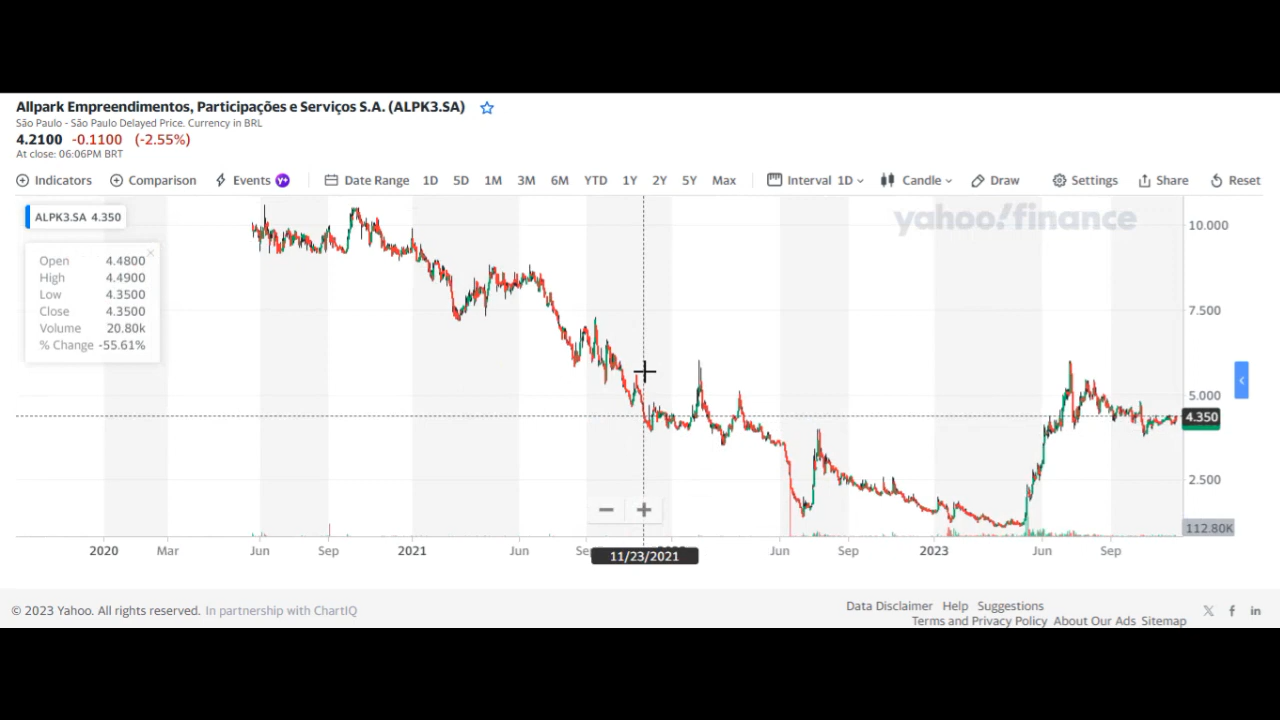 Allpark Empreendimentos, Participações e Serviços S.A. (ALPK3.SA)
São Paulo - São Paulo Delayed Price. Currency in BRL
4.2100 -0.1100 (-2.55%)
At close: 06:06PM BRT
Indicators Comparison Events Y+ Date Range 1D 5D 1M 3M 6M YTD 1Y 2Y 5Y Max Interval 1D Candle Draw Settings Share Reset
ALPK3.SA 4.350
yahoo!finance
10.000
Open 4.4800
High 4.4900
Low 4.3500
Close 4.3500
Volume 20.80k
% Change -55.61%
7.500
5.000
4.350
2.500
112.80K
2020 Mar Jun Sep 2021 Jun Jun Sep 2023 Jun Sep
11/23/2021
© 2023 Yahoo. All rights reserved. In partnership with ChartIQ
Data Disclaimer Help Suggestions
Terms and Privacy Policy About Our Ads Sitemap